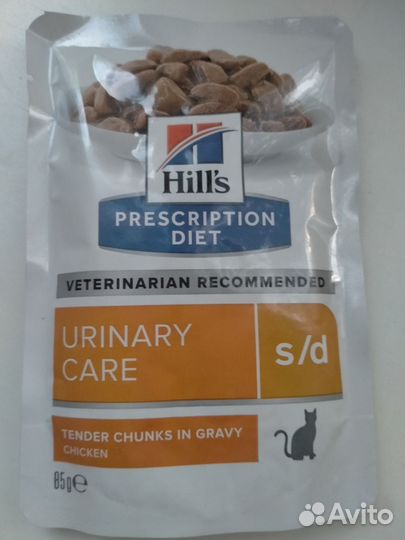 Hill's
PRESCRIPTION
DIET
VETERINARIAN RECOMMENDED
URINARY
CARE
s/d
TENDER CHUNKS IN GRAVY
CHICKEN
85g℮
Avito